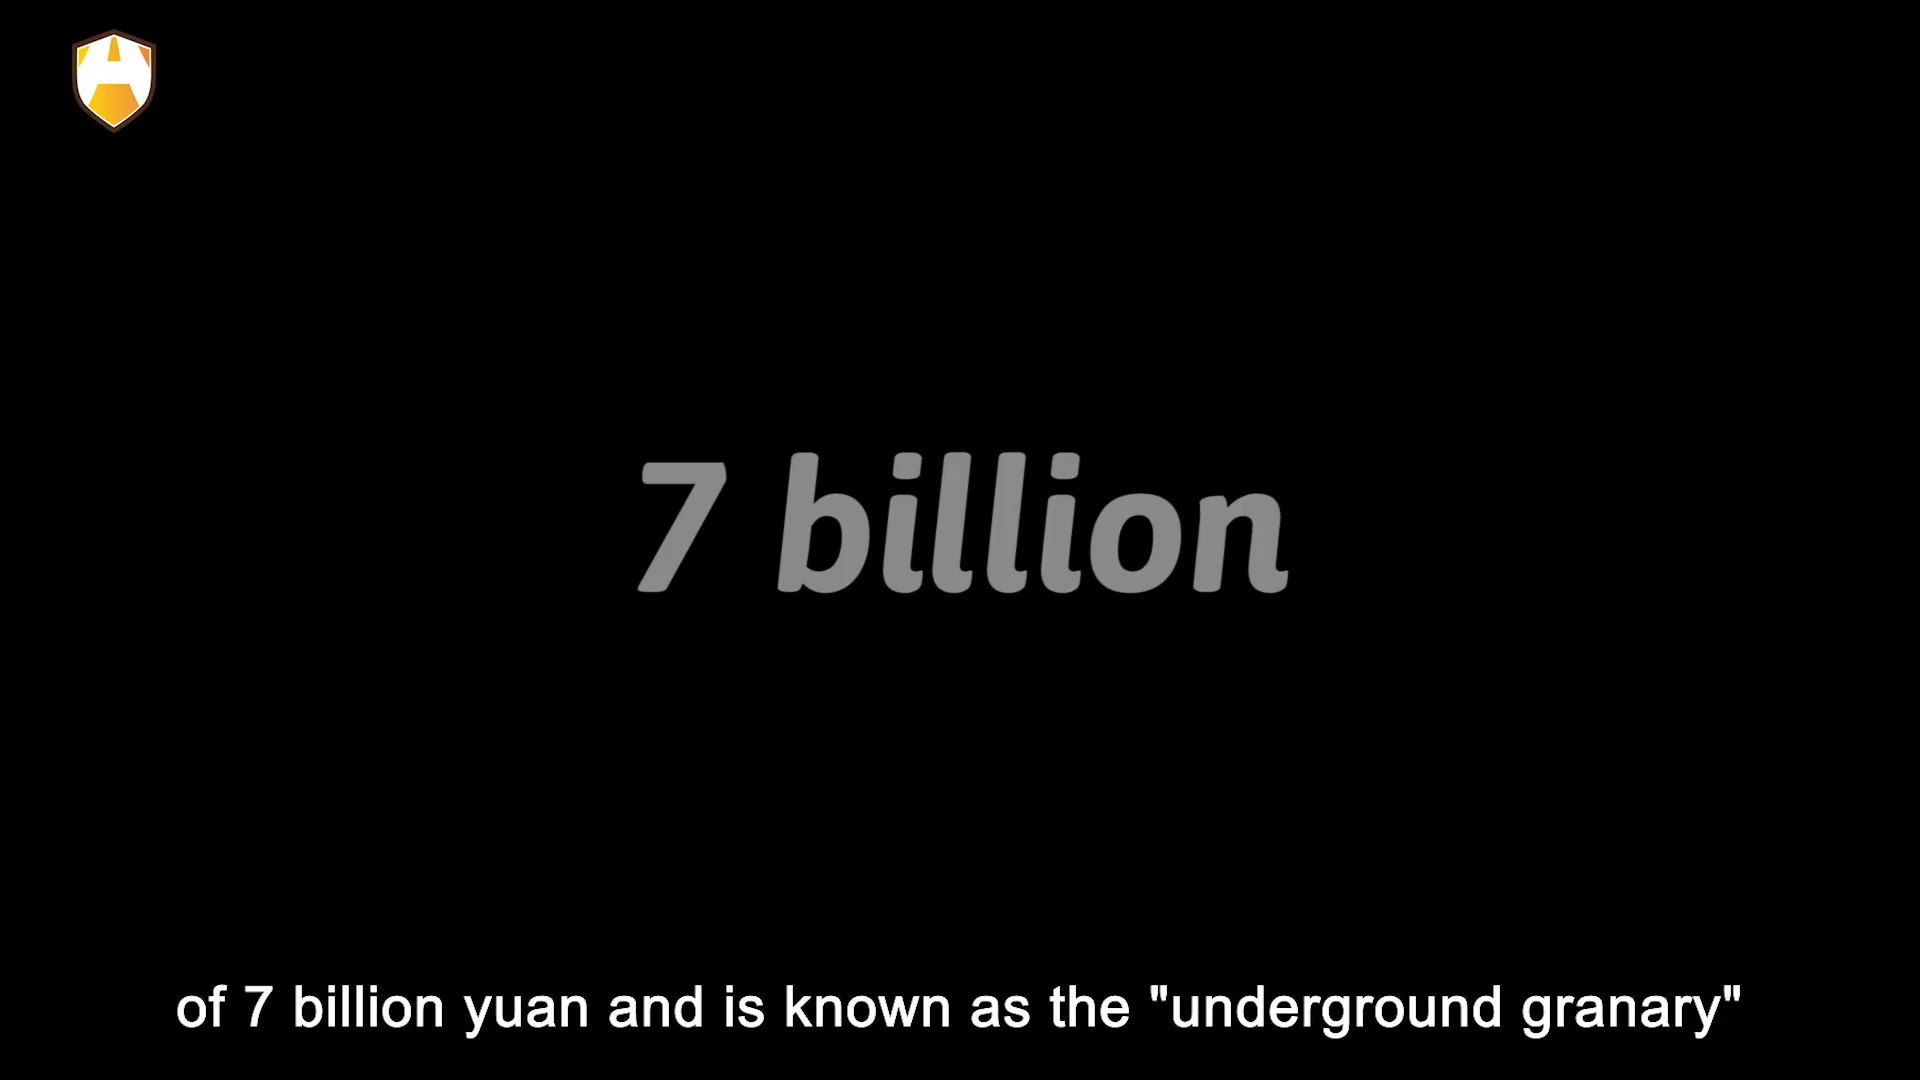 7 billion
of 7 billion yuan and is known as the "underground granary"